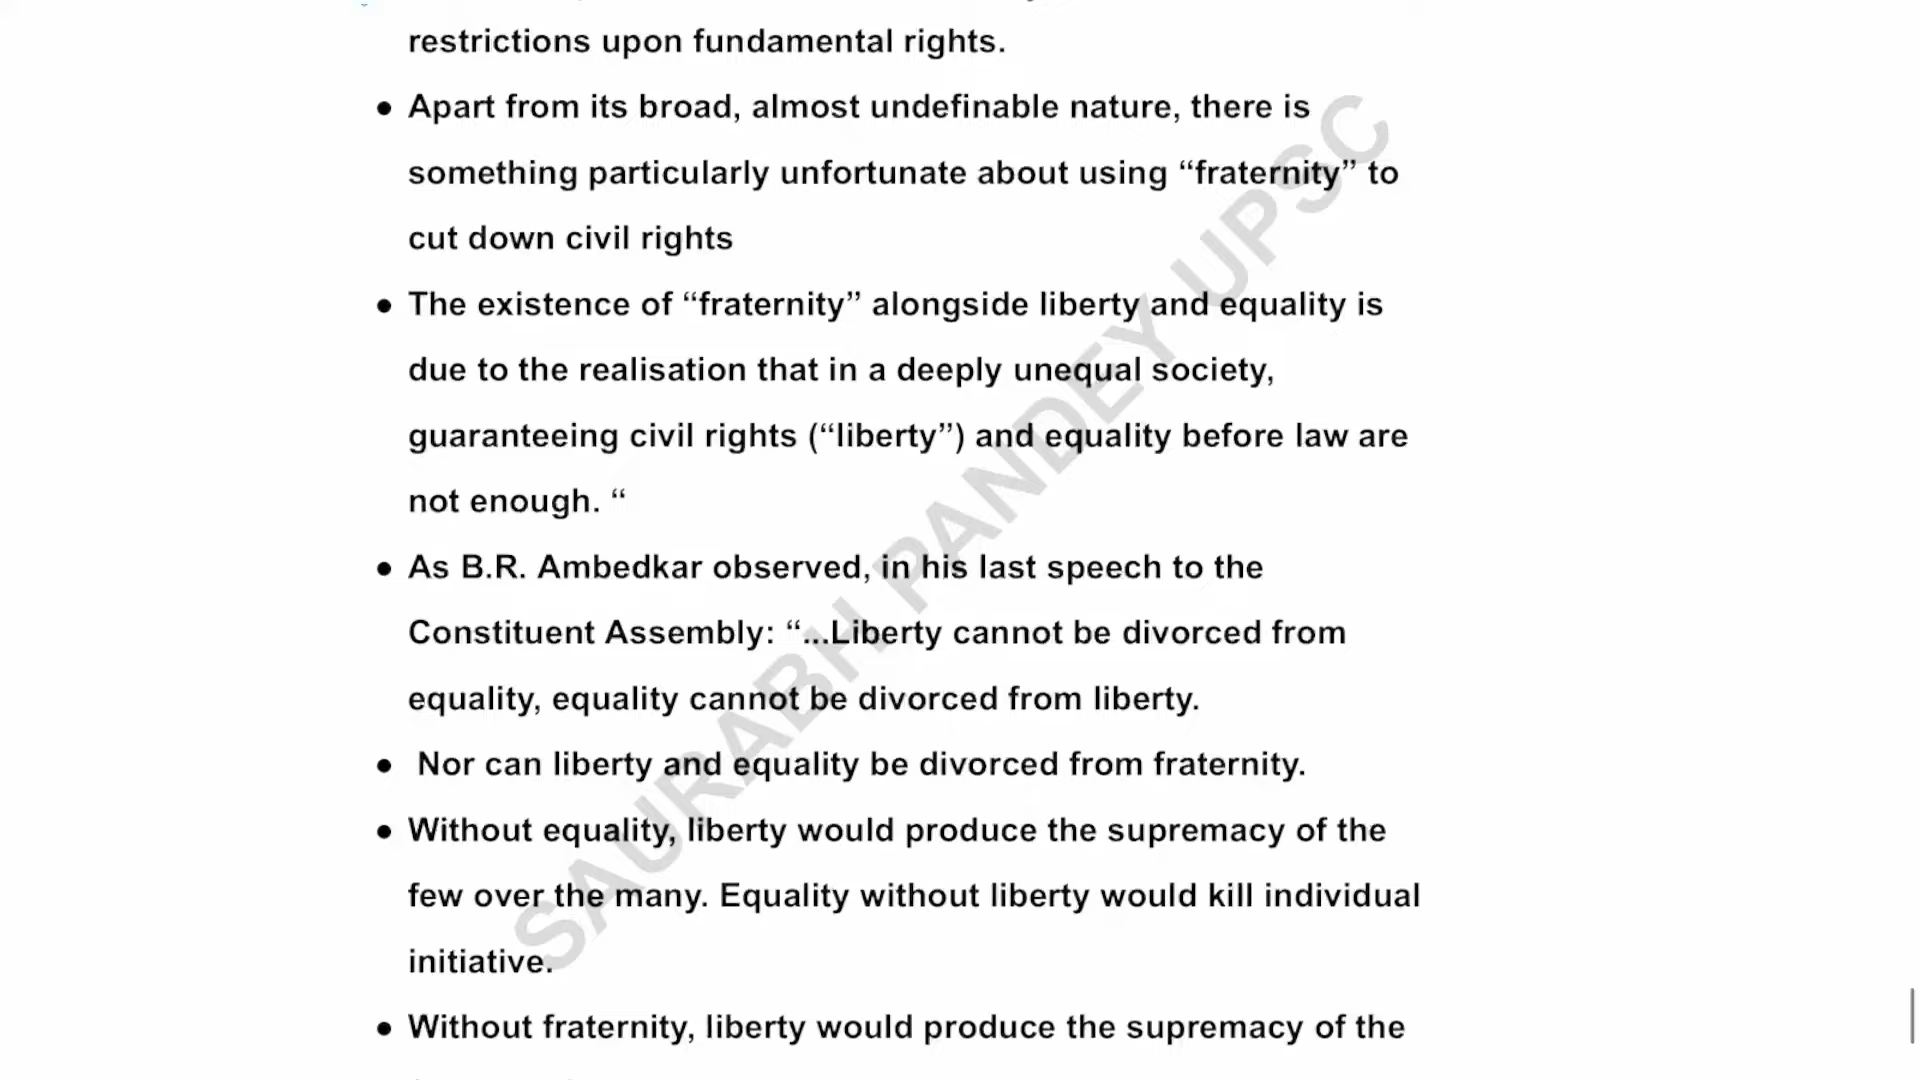 restrictions upon fundamental rights.
● Apart from its broad, almost undefinable nature, there is
something particularly unfortunate about using “fraternity” to
cut down civil rights
● The existence of “fraternity” alongside liberty and equality is
due to the realisation that in a deeply unequal society,
guaranteeing civil rights (“liberty”) and equality before law are
not enough. “
● As B.R. Ambedkar observed, in his last speech to the
Constituent Assembly: “...Liberty cannot be divorced from
equality, equality cannot be divorced from liberty.
● Nor can liberty and equality be divorced from fraternity.
● Without equality, liberty would produce the supremacy of the
few over the many. Equality without liberty would kill individual
initiative.
● Without fraternity, liberty would produce the supremacy of the
SAURABH PANDEY UPSC